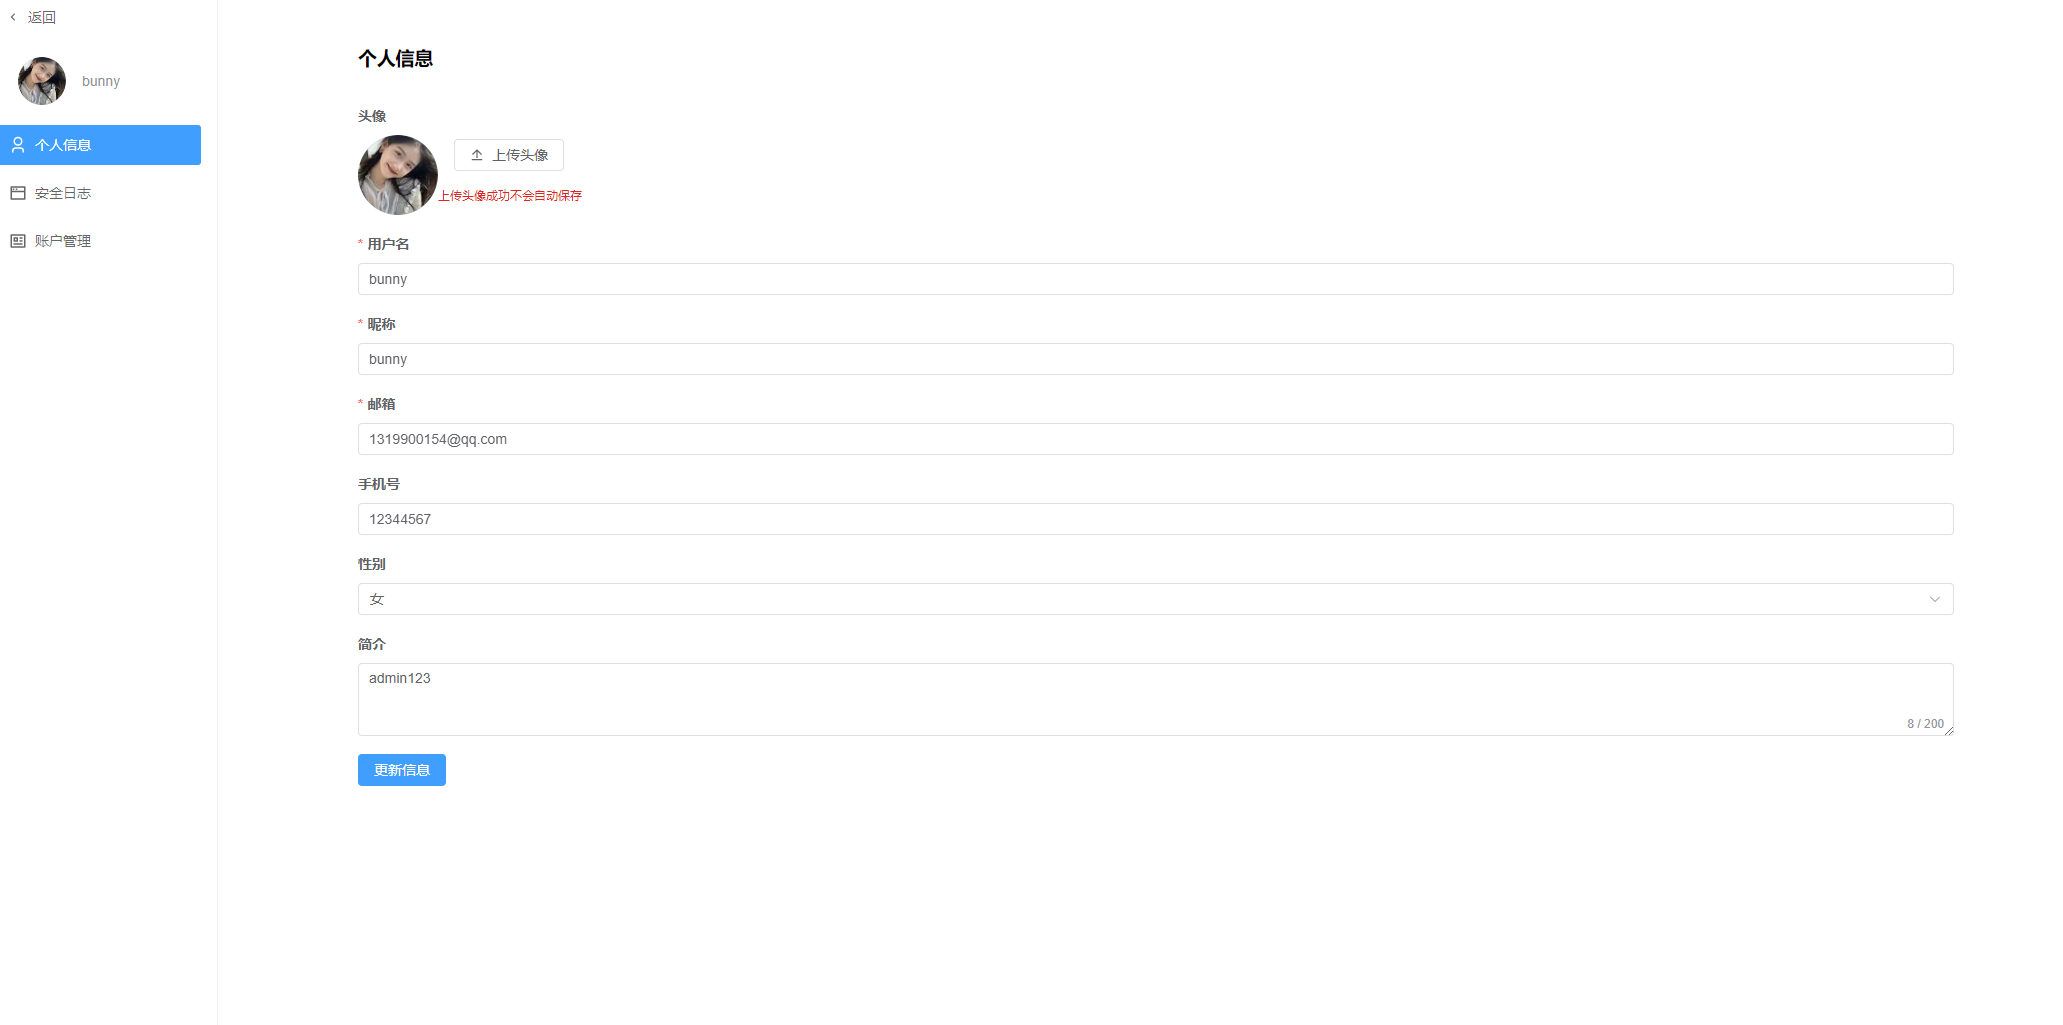 返回
bunny
个人信息
安全日志
账户管理
个人信息
头像
上传头像
上传头像成功不会自动保存
* 用户名
bunny
* 昵称
bunny
* 邮箱
1319900154@qq.com
手机号
12344567
性别
女
简介
admin123
8 / 200
更新信息